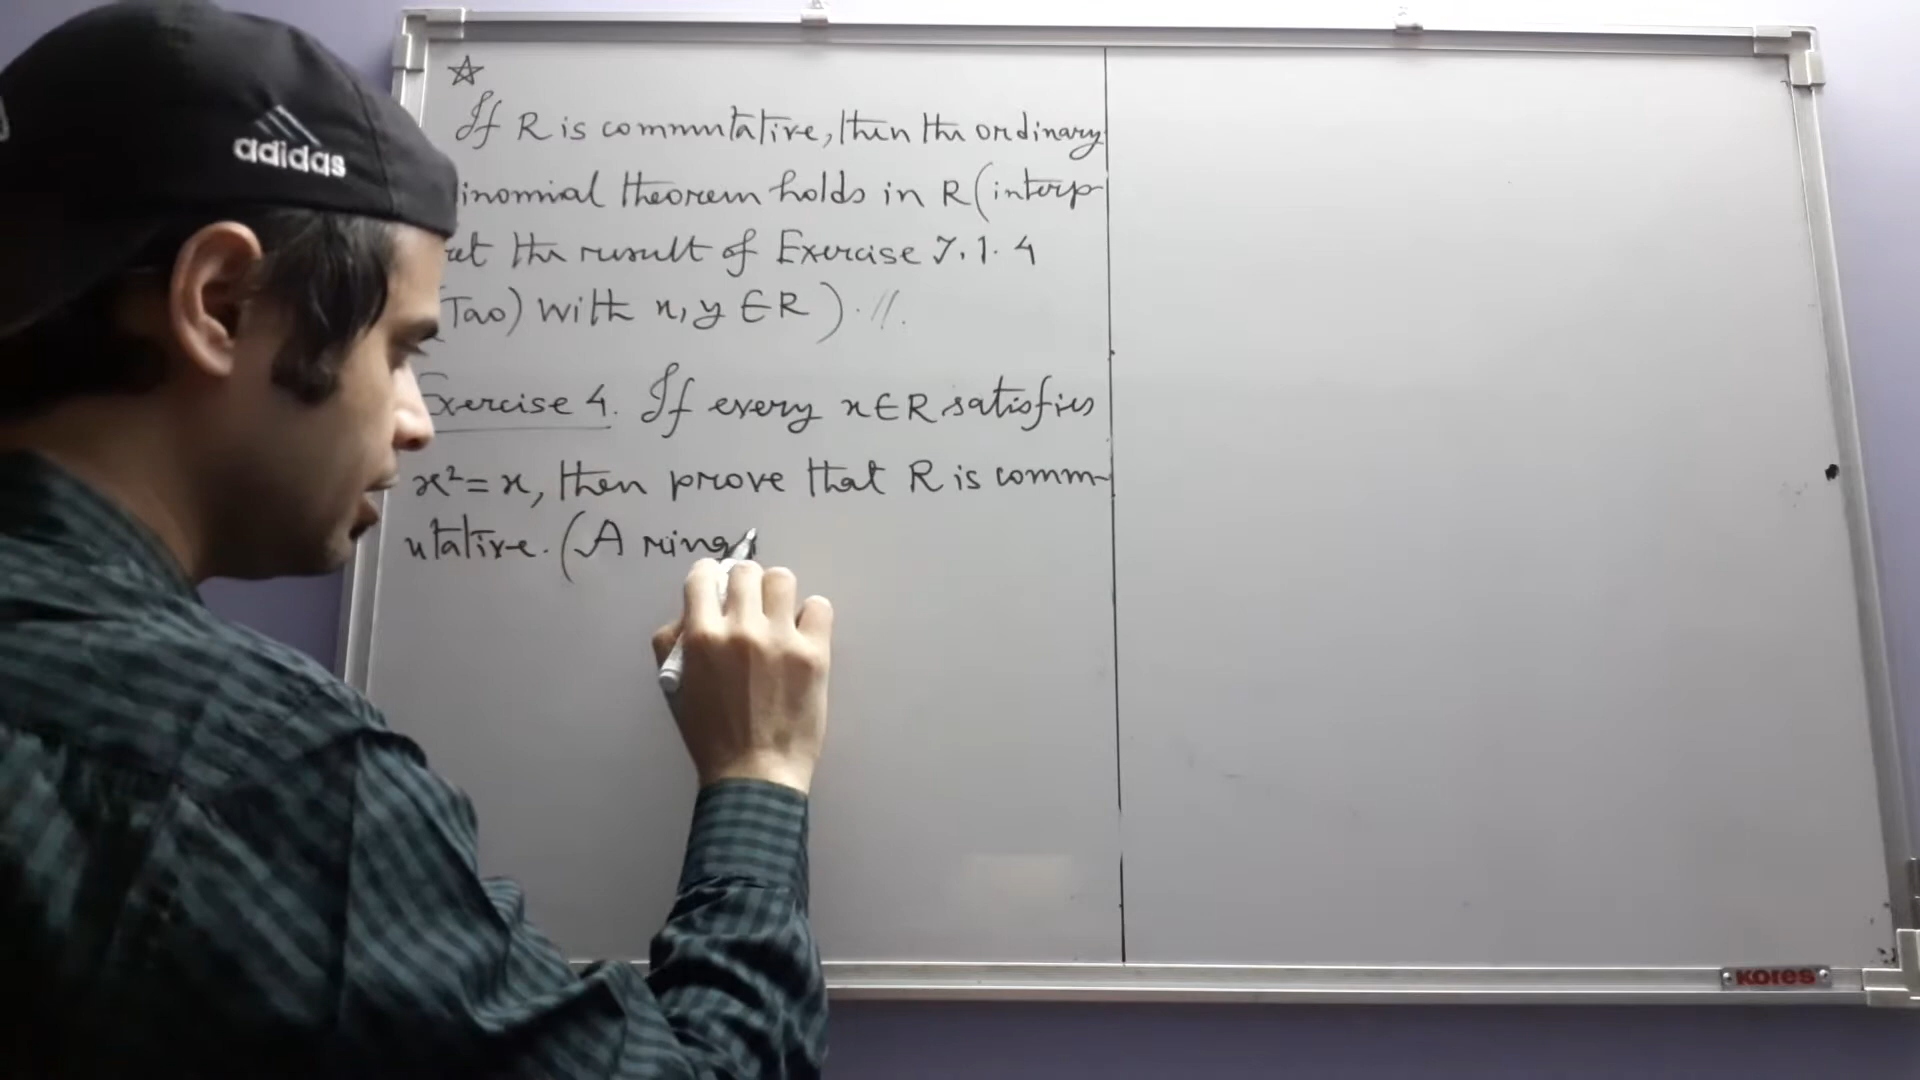 adidas
☆
If R is commutative, then the ordinary
inomial theorem holds in R (interp-
ret the result of Exercise 7.1.4
(Tao) with x, y ∈ R). //.
Exercise 4. If every x ∈ R satisfies
x² = x, then prove that R is comm-
utative. (A ring
KORES